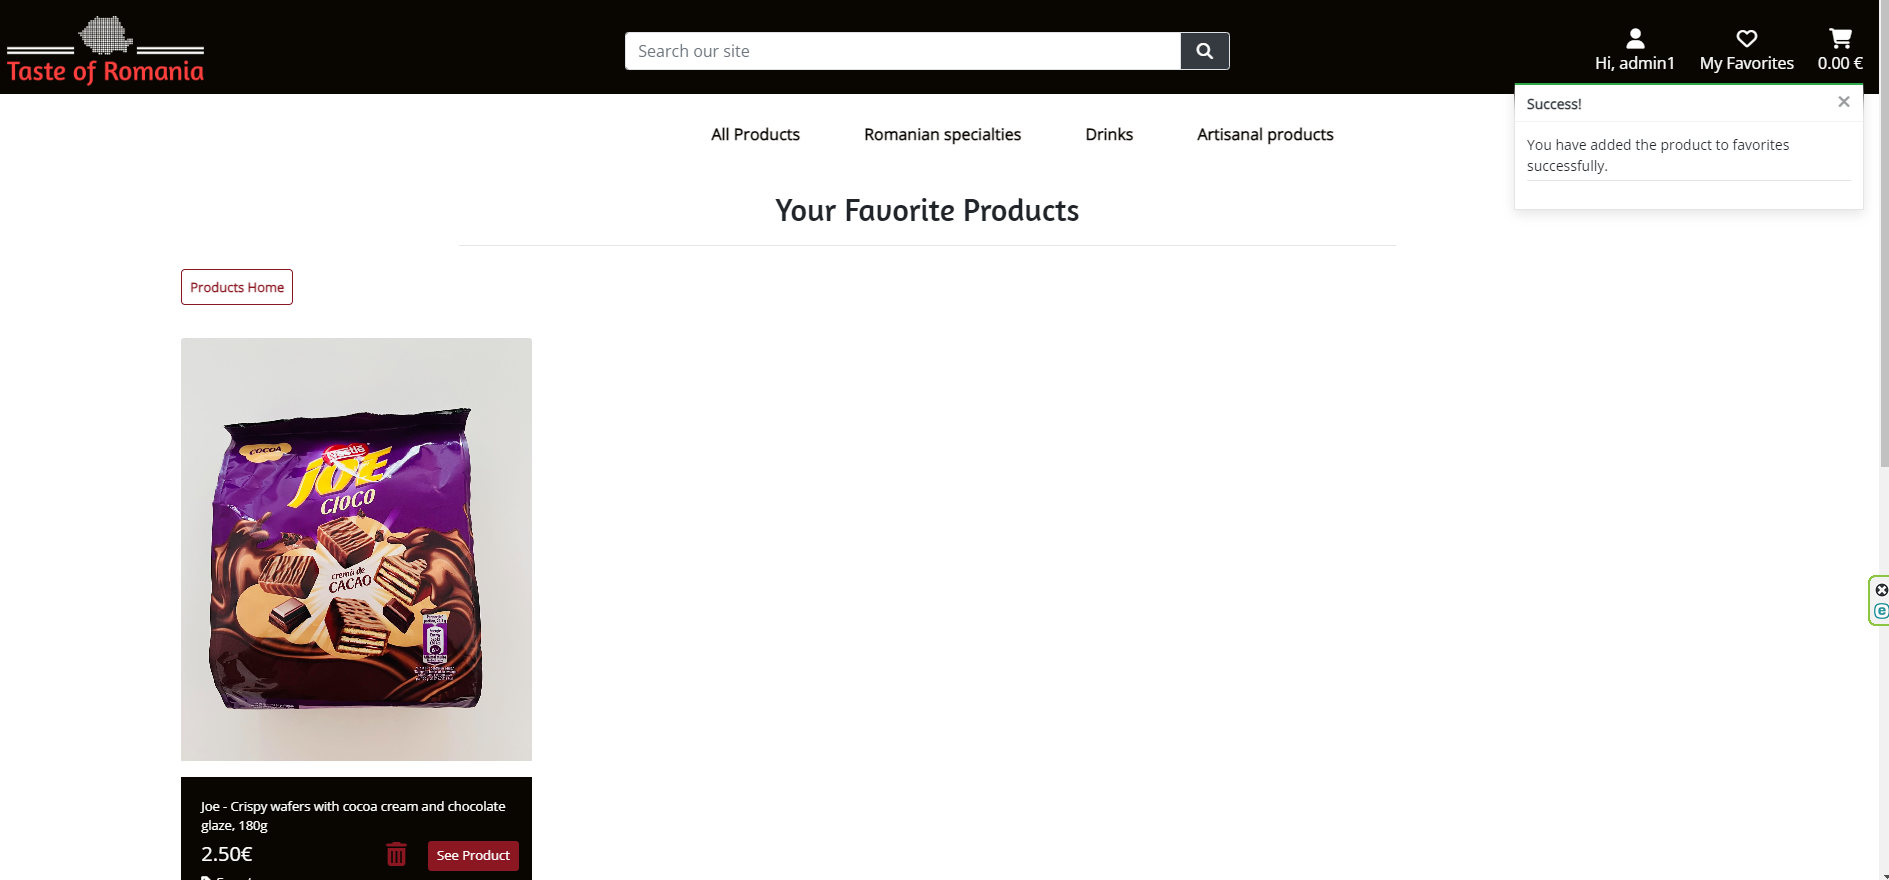 Taste of Romania
Search our site
Hi, admin1
My Favorites
0.00 €
All Products
Romanian specialties
Drinks
Artisanal products
Success!
You have added the product to favorites
successfully.
Your Favorite Products
Products Home
COCOA
Nestlé
JOE
CIOCO
cremă de
CACAO
Joe - Crispy wafers with cocoa cream and chocolate
glaze, 180g
2.50€
See Product